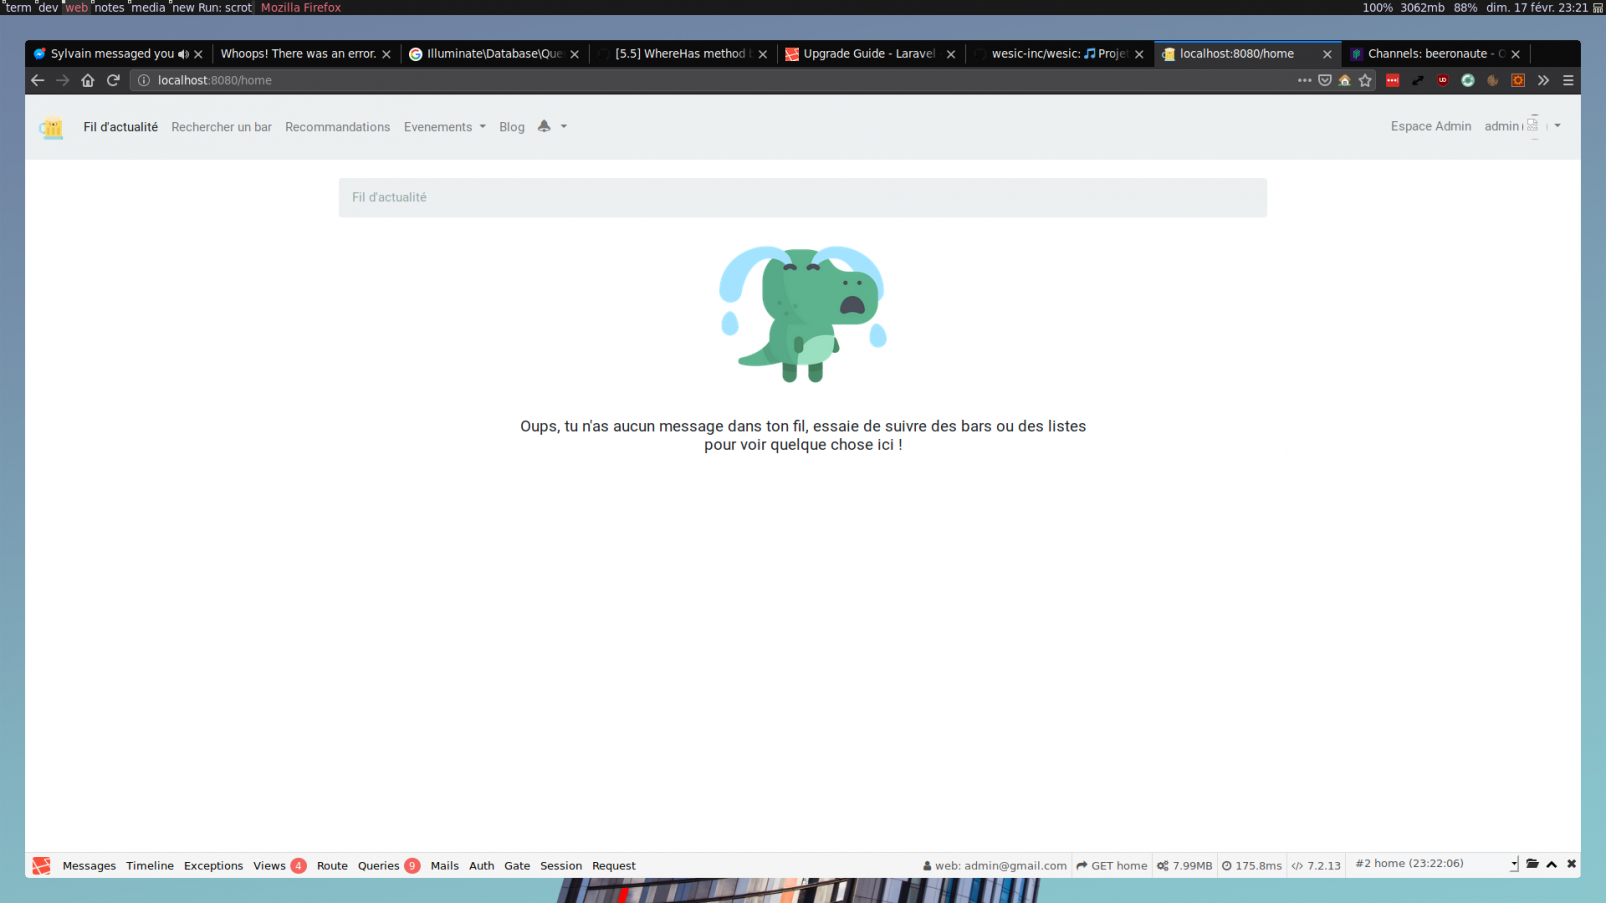 term dev web notes media new Run: scrot Mozilla Firefox 100% 3062mb 88% dim. 17 févr. 23:21
Sylvain messaged you Whoops! There was an error. Illuminate\Database\Que [5.5] WhereHas method Upgrade Guide - Laravel wesic-inc/wesic: Projet localhost:8080/home Channels: beeronaute -
localhost:8080/home
Fil d'actualité Rechercher un bar Recommandations Evenements Blog Espace Admin admin
Fil d'actualité
Oups, tu n'as aucun message dans ton fil, essaie de suivre des bars ou des listes
pour voir quelque chose ici !
Messages Timeline Exceptions Views 4 Route Queries 9 Mails Auth Gate Session Request web: admin@gmail.com GET home 7.99MB 175.8ms 7.2.13 #2 home (23:22:06)